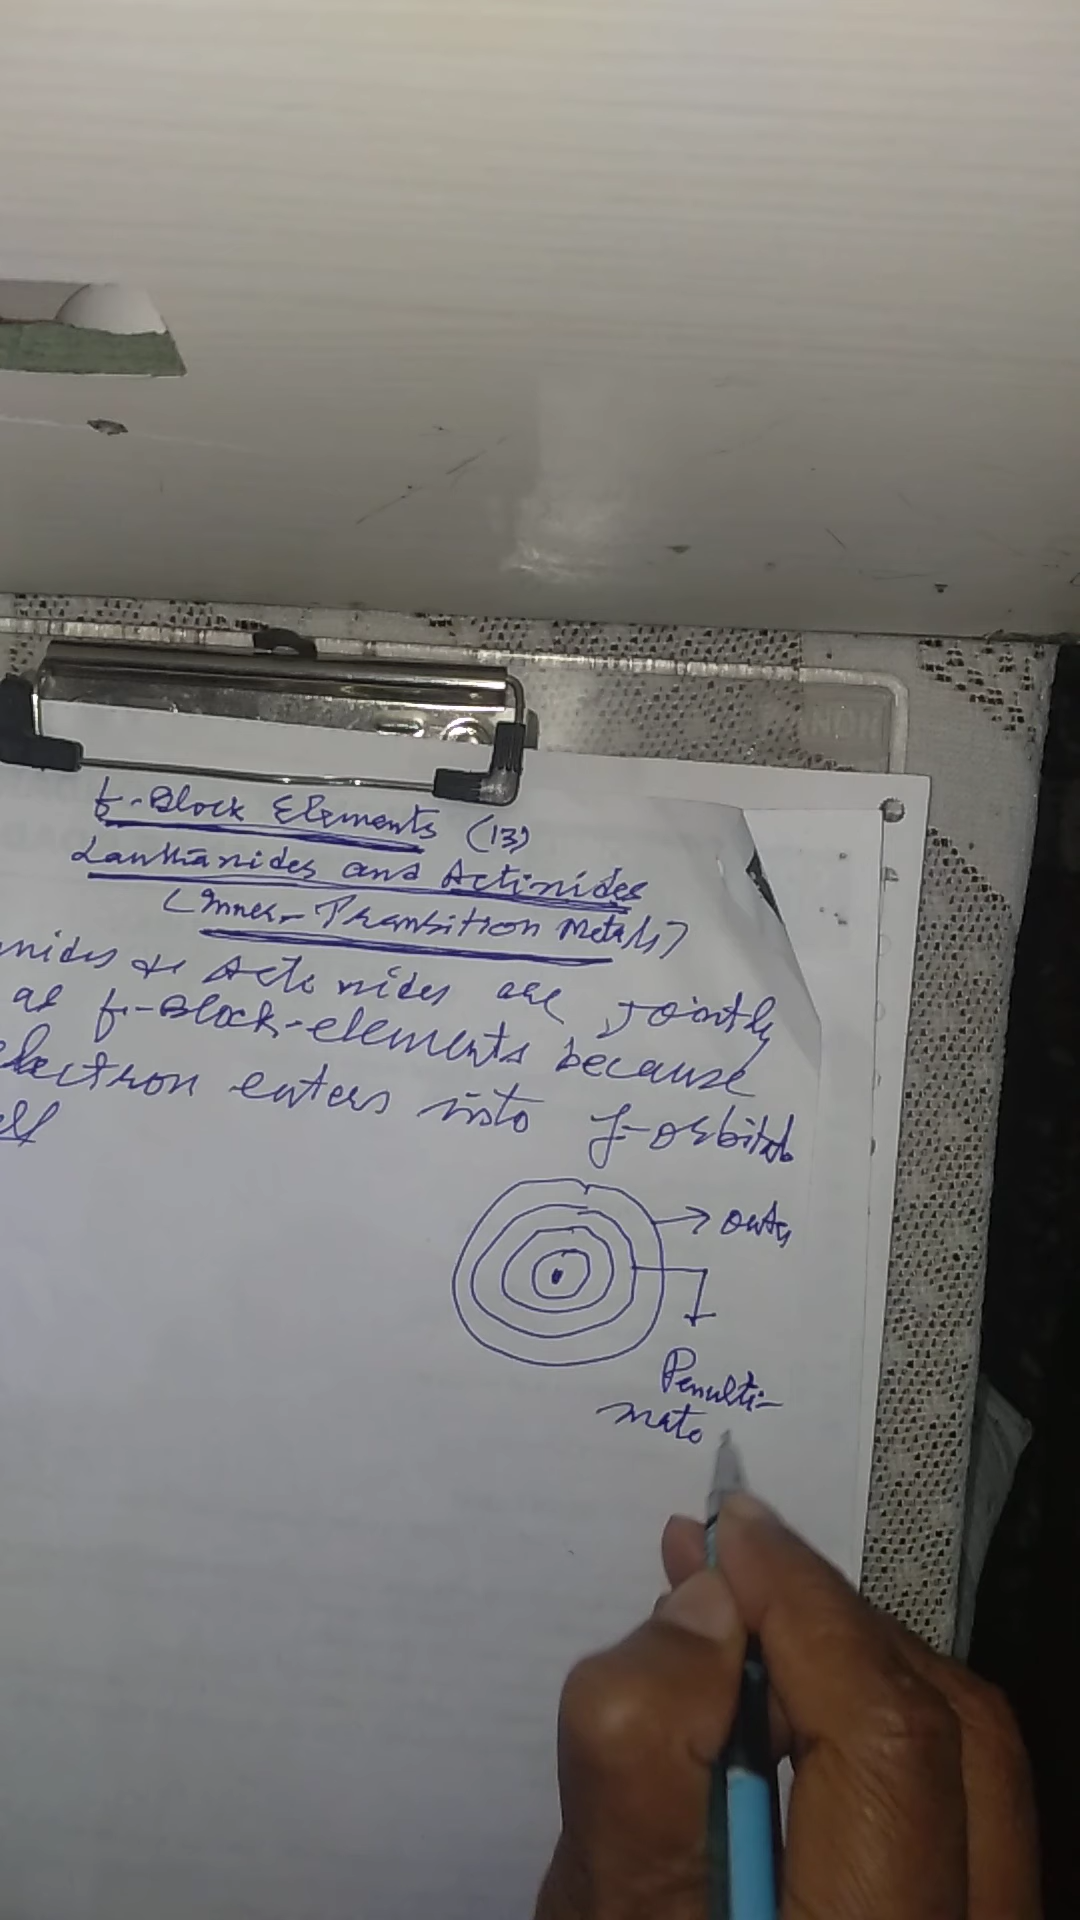 f-Block Elements (13)
Lanthanides and Actinides
(Inner-Transition Metals)
nides & Actinides are Jointly
as f-Block-elements because
electron enters into f-orbitals
outer
Penulti-
mate